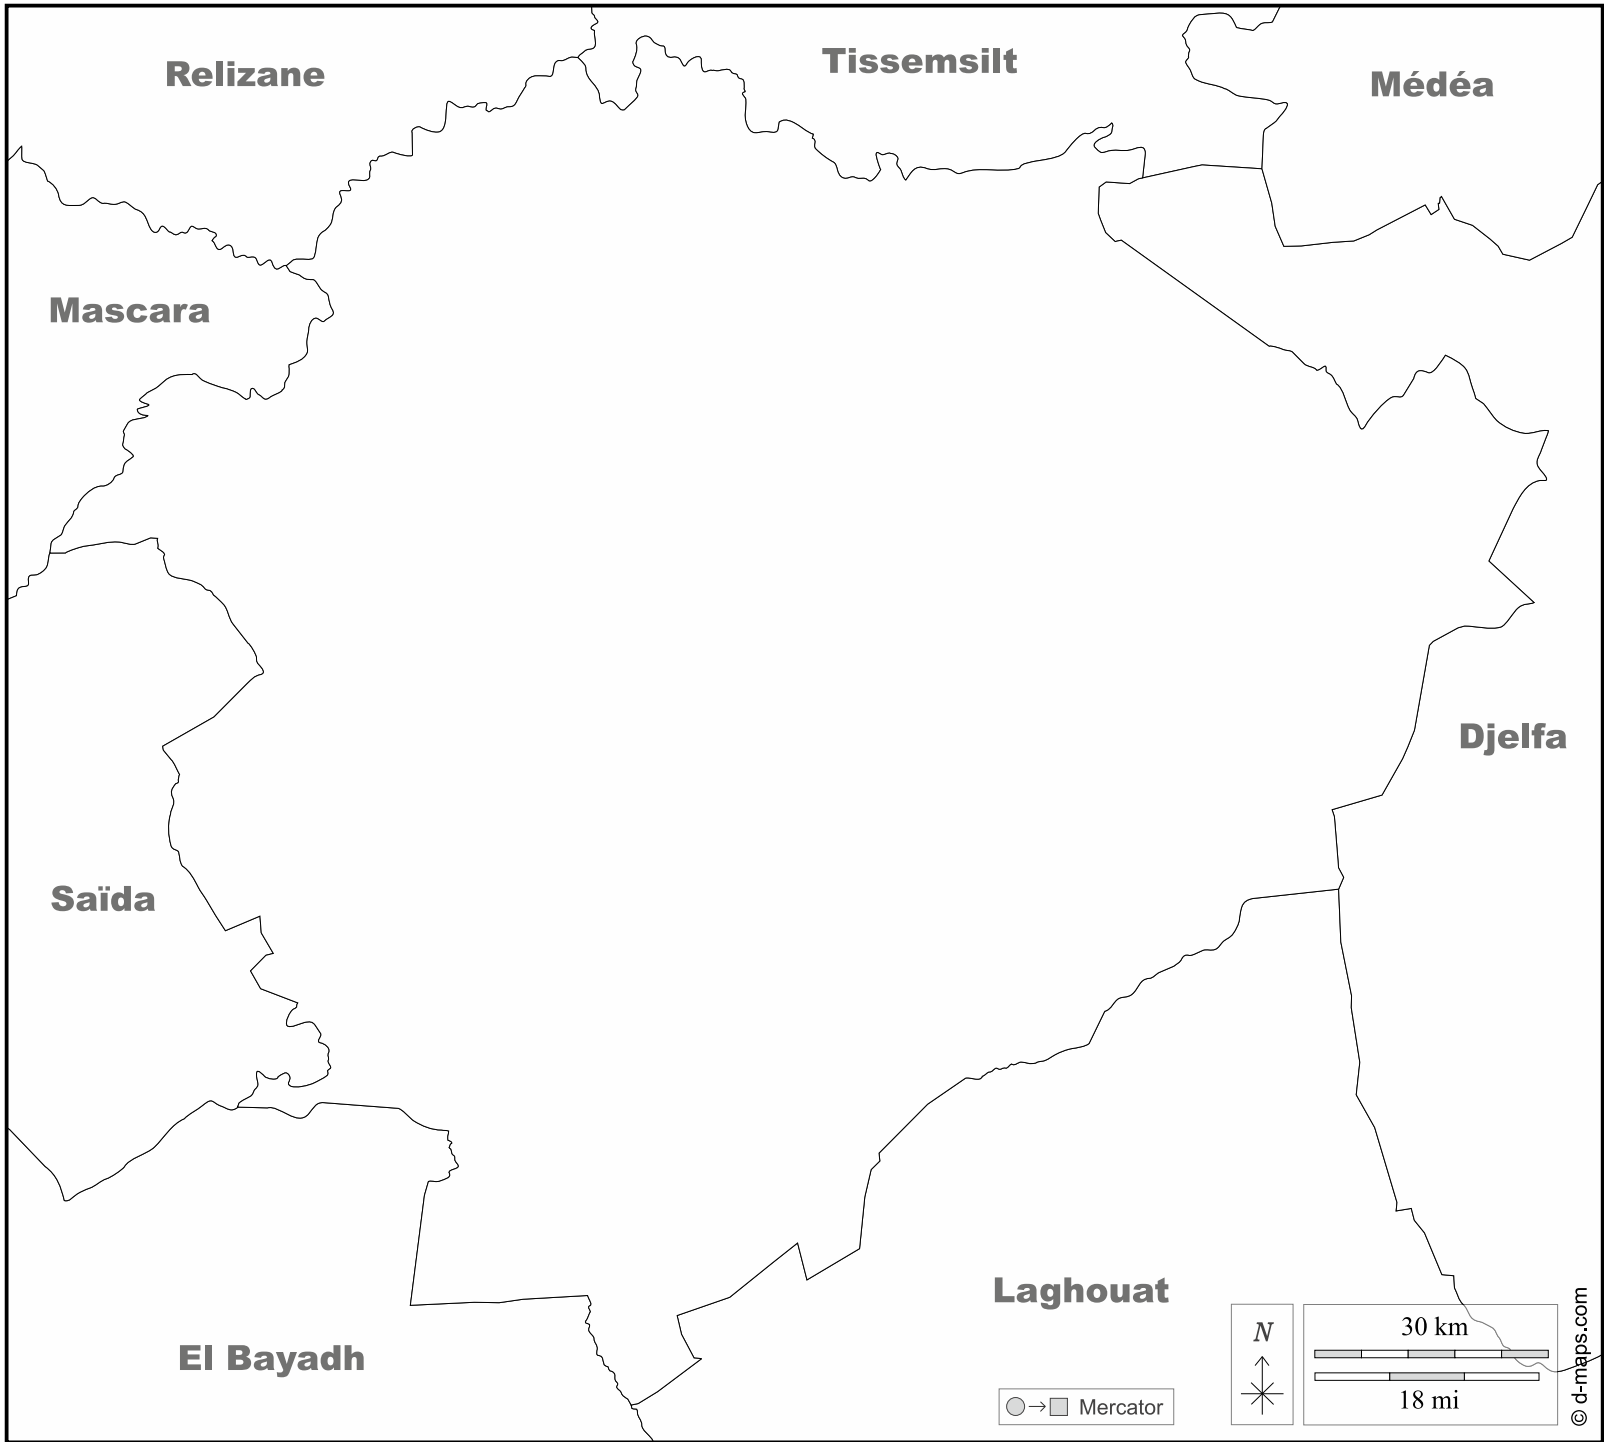 Tissemsilt
Relizane
Médéa
Mascara
Djelfa
Saïda
Laghouat
El Bayadh
N
30 km
18 mi
Mercator
© d-maps.com